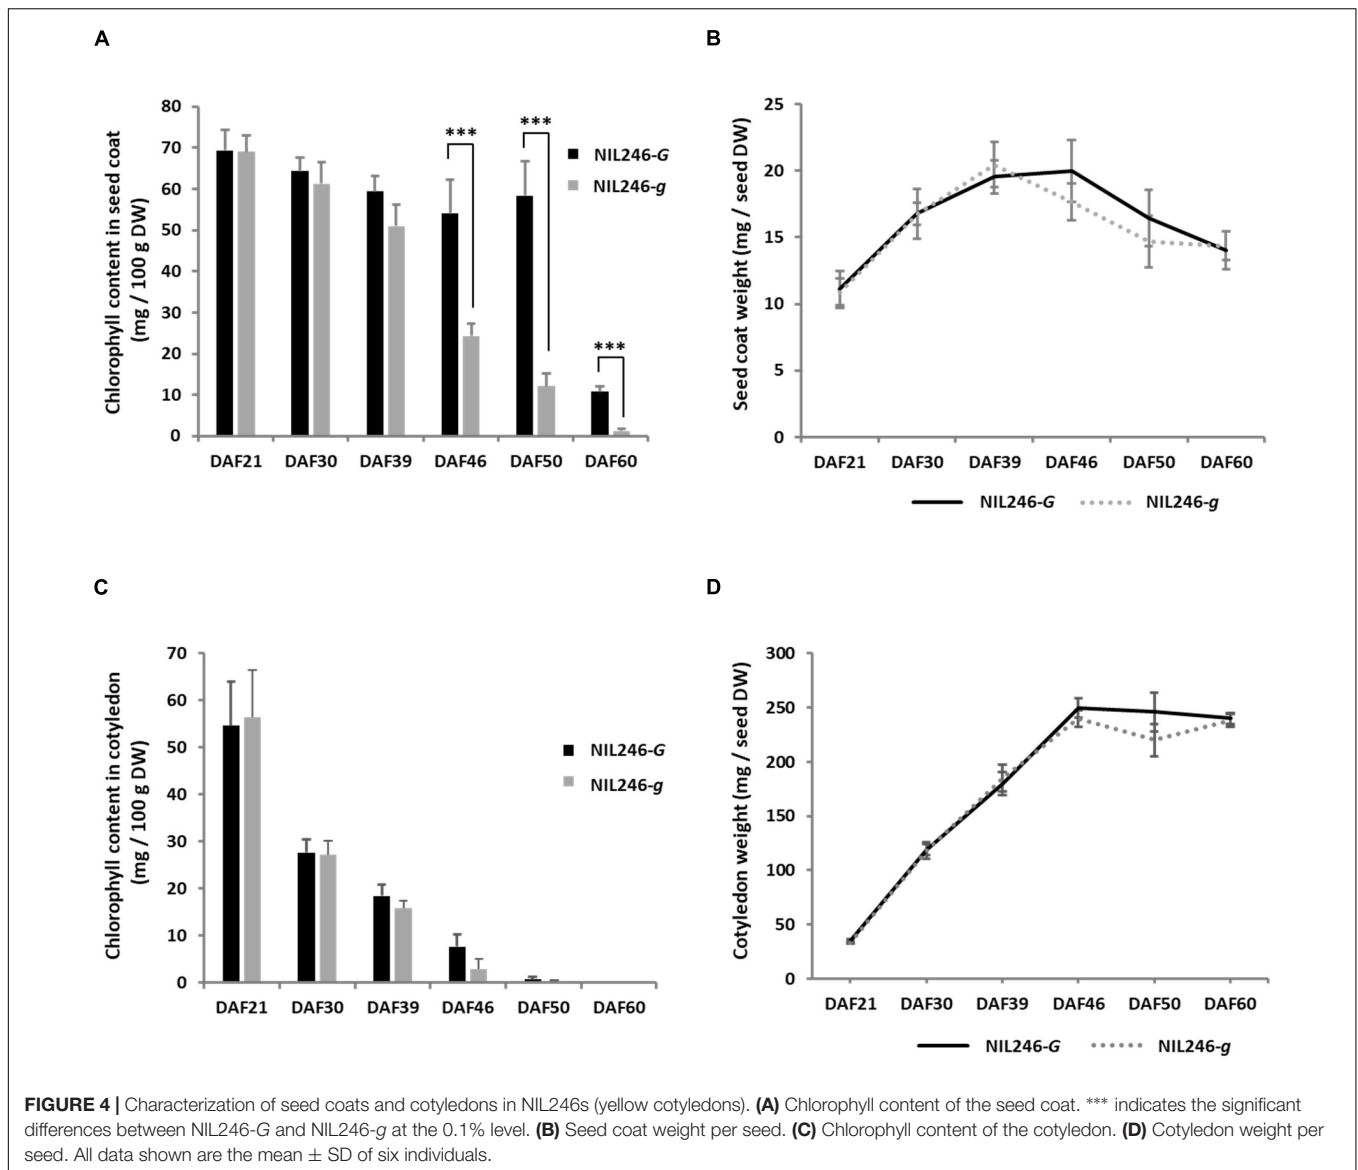 A
Chlorophyll content in seed coat
(mg / 100 g DW)
80
70
60
50
40
30
20
10
0
***
***
***
NIL246-G
NIL246-g
DAF21 DAF30 DAF39 DAF46 DAF50 DAF60
B
Seed coat weight (mg / seed DW)
25
20
15
10
5
0
DAF21 DAF30 DAF39 DAF46 DAF50 DAF60
NIL246-G NIL246-g
C
Chlorophyll content in cotyledon
(mg / 100 g DW)
70
60
50
40
30
20
10
0
NIL246-G
NIL246-g
DAF21 DAF30 DAF39 DAF46 DAF50 DAF60
D
Cotyledon weight (mg / seed DW)
300
250
200
150
100
50
0
DAF21 DAF30 DAF39 DAF46 DAF50 DAF60
NIL246-G NIL246-g
FIGURE 4 | Characterization of seed coats and cotyledons in NIL246s (yellow cotyledons). (A) Chlorophyll content of the seed coat. *** indicates the significant
differences between NIL246-G and NIL246-g at the 0.1% level. (B) Seed coat weight per seed. (C) Chlorophyll content of the cotyledon. (D) Cotyledon weight per
seed. All data shown are the mean ± SD of six individuals.